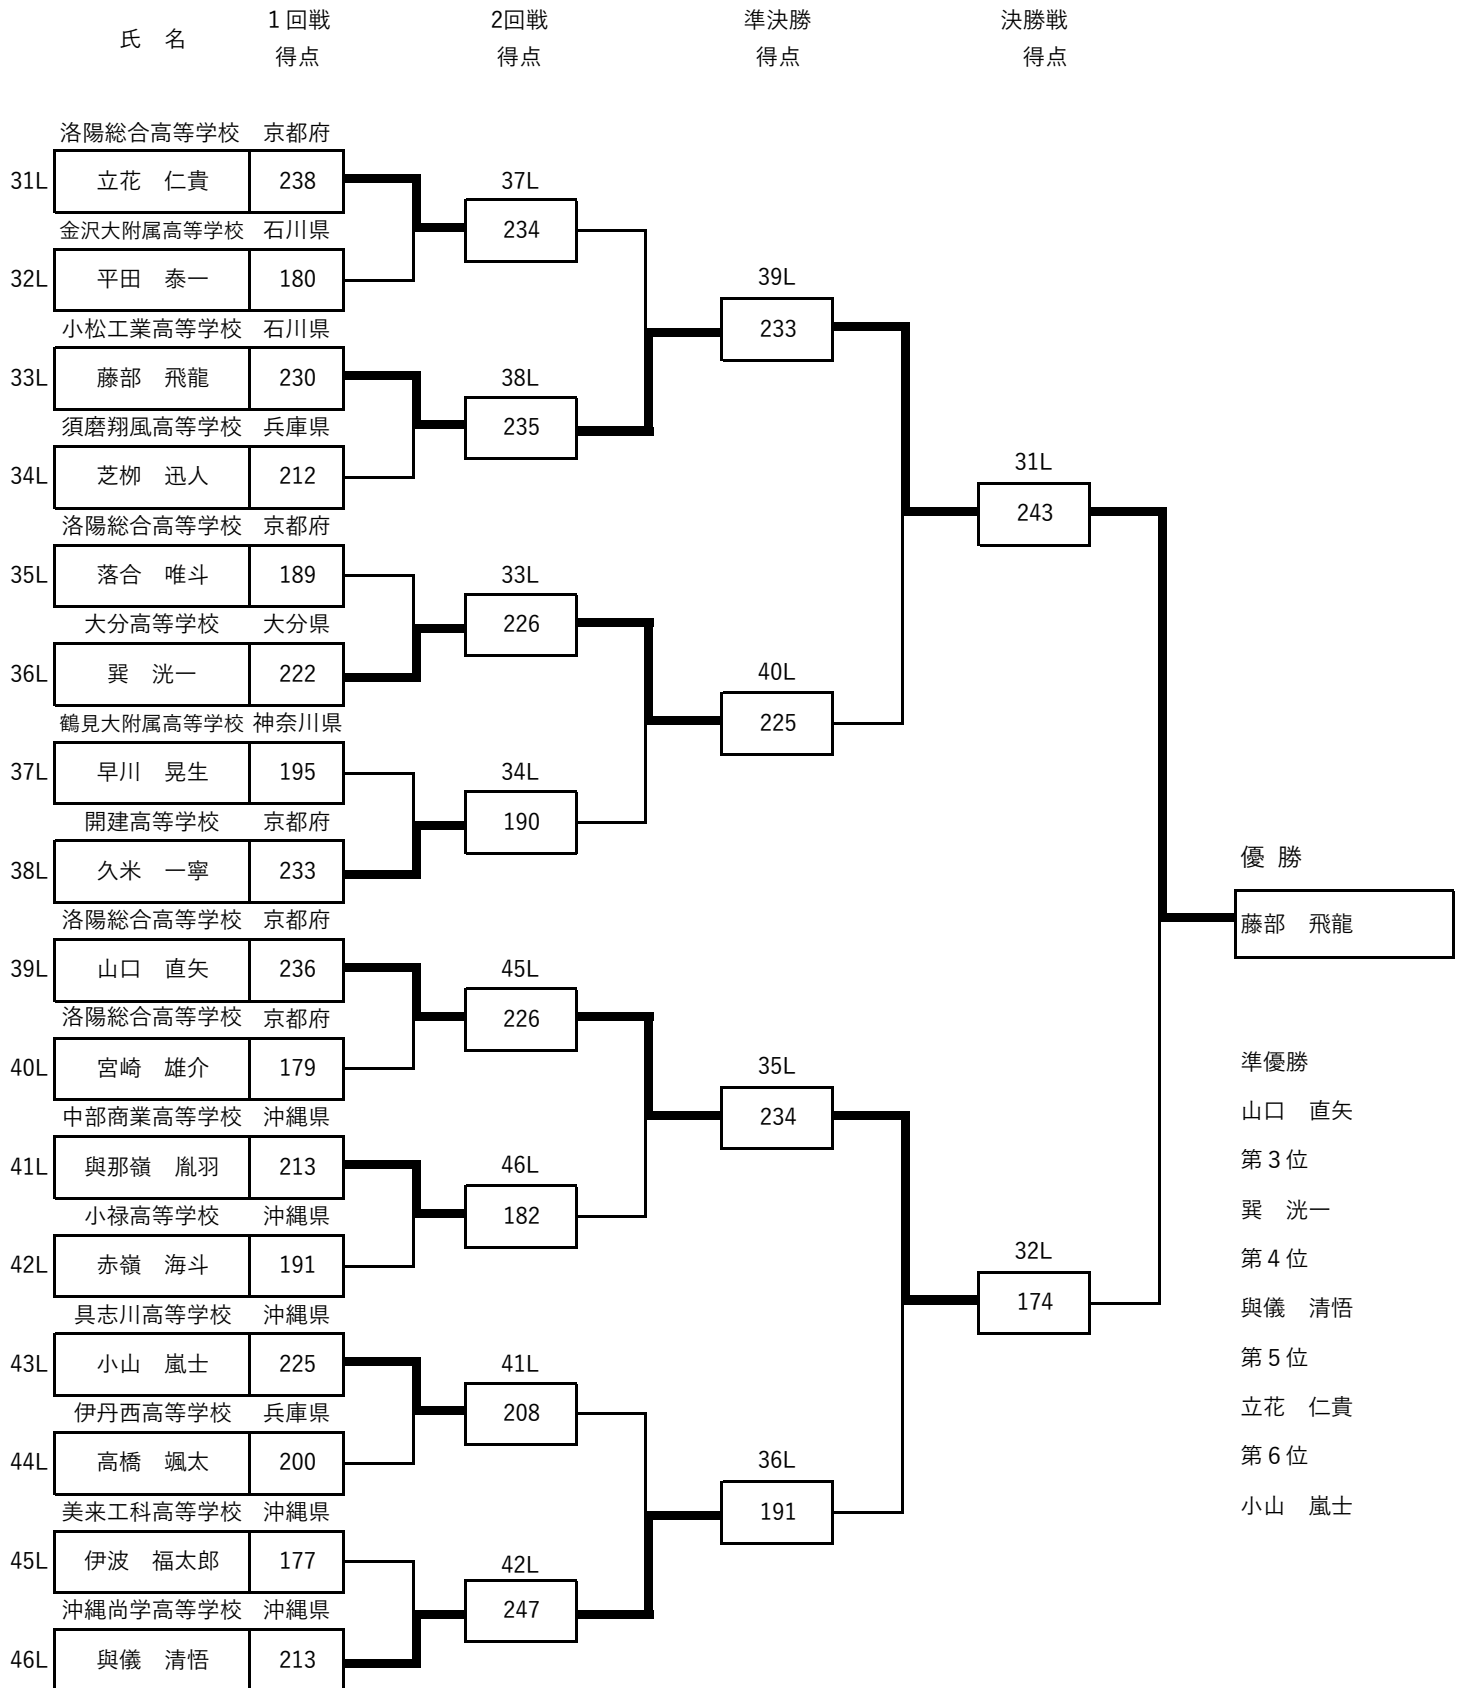 氏 名 １回戦 2回戦 準決勝 決勝戦
得点 得点 得点 得点
洛陽総合高等学校 京都府
31L 立花 仁貴 238
37L
234
金沢大附属高等学校 石川県
32L 平田 泰一 180
39L
233
小松工業高等学校 石川県
33L 藤部 飛龍 230
38L
235
須磨翔風高等学校 兵庫県
34L 芝栁 迅人 212
31L
243
洛陽総合高等学校 京都府
35L 落合 唯斗 189
33L
226
大分高等学校 大分県
36L 巽 洸一 222
40L
225
鶴見大附属高等学校 神奈川県
37L 早川 晃生 195
34L
190
開建高等学校 京都府
38L 久米 一寧 233
優 勝
藤部 飛龍
洛陽総合高等学校 京都府
39L 山口 直矢 236
45L
226
洛陽総合高等学校 京都府
40L 宮崎 雄介 179
35L
234
中部商業高等学校 沖縄県
41L 與那嶺 胤羽 213
46L
182
小禄高等学校 沖縄県
42L 赤嶺 海斗 191
32L
174
具志川高等学校 沖縄県
43L 小山 嵐士 225
41L
208
伊丹西高等学校 兵庫県
44L 高橋 颯太 200
36L
191
美来工科高等学校 沖縄県
45L 伊波 福太郎 177
42L
247
沖縄尚学高等学校 沖縄県
46L 與儀 清悟 213
準優勝
山口 直矢
第３位
巽 洸一
第４位
與儀 清悟
第５位
立花 仁貴
第６位
小山 嵐士